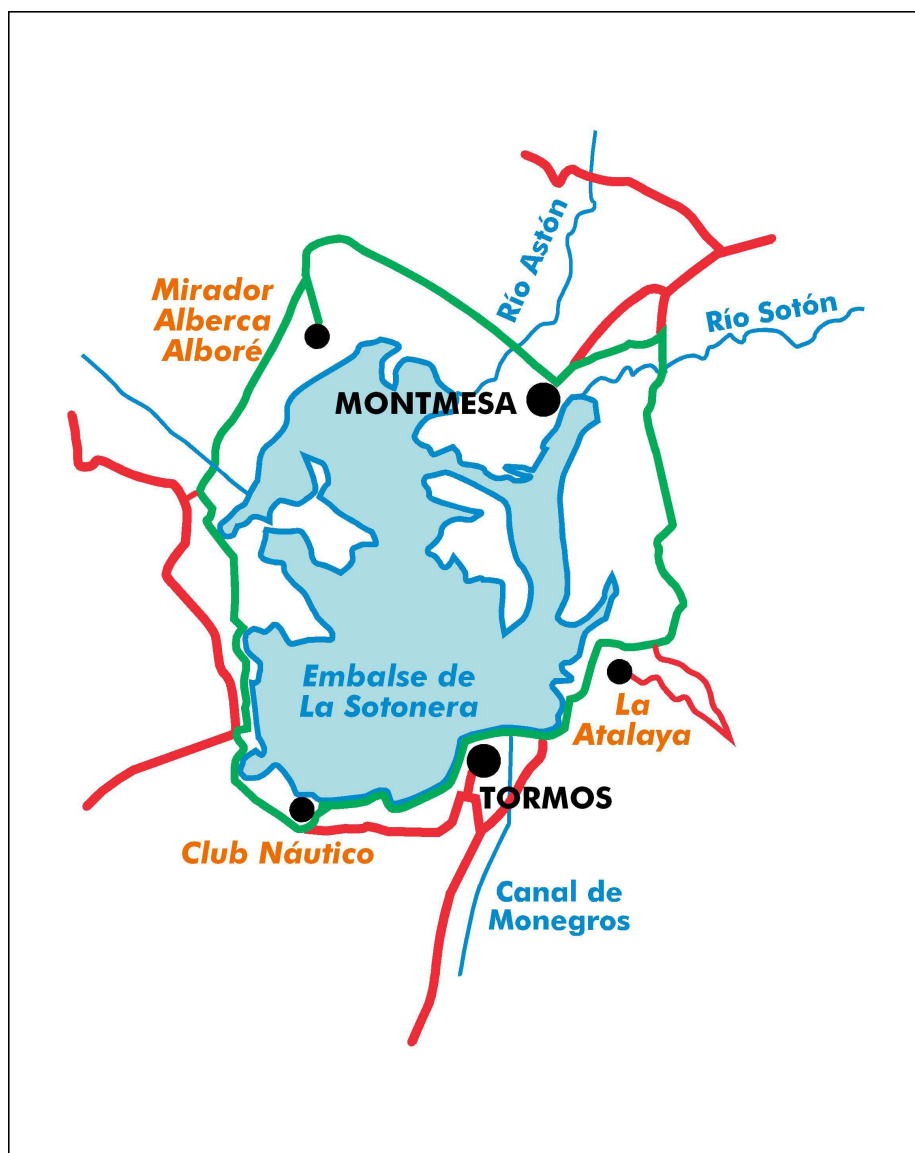 Río Astón
Río Sotón
Mirador
Alberca
Alboré
MONTMESA
Embalse de
La Sotonera
La
Atalaya
TORMOS
Club Náutico
Canal de
Monegros